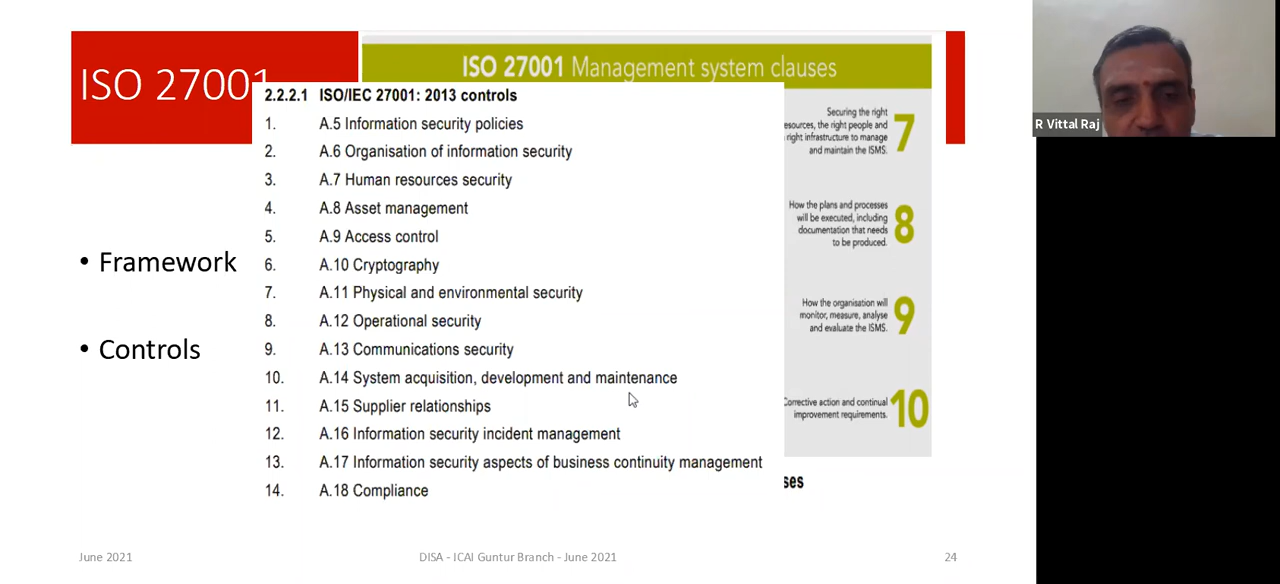 ISO 27001
ISO 27001 Management system clauses
2.2.2.1 ISO/IEC 27001: 2013 controls
1. A.5 Information security policies
2. A.6 Organisation of information security
3. A.7 Human resources security
4. A.8 Asset management
5. A.9 Access control
6. A.10 Cryptography
7. A.11 Physical and environmental security
8. A.12 Operational security
9. A.13 Communications security
10. A.14 System acquisition, development and maintenance
11. A.15 Supplier relationships
12. A.16 Information security incident management
13. A.17 Information security aspects of business continuity management
14. A.18 Compliance
• Framework
• Controls
Securing the right
esources, the right people and
right infrastructure to manage
and maintain the ISMS.
7
How the plans and processes
will be executed, including
documentation that needs
to be produced.
8
How the organisation will
monitor, measure, analyse
and evaluate the ISMS.
9
Corrective action and continual
improvement requirements.
10
ses
June 2021
DISA - ICAI Guntur Branch - June 2021
24
R Vittal Raj